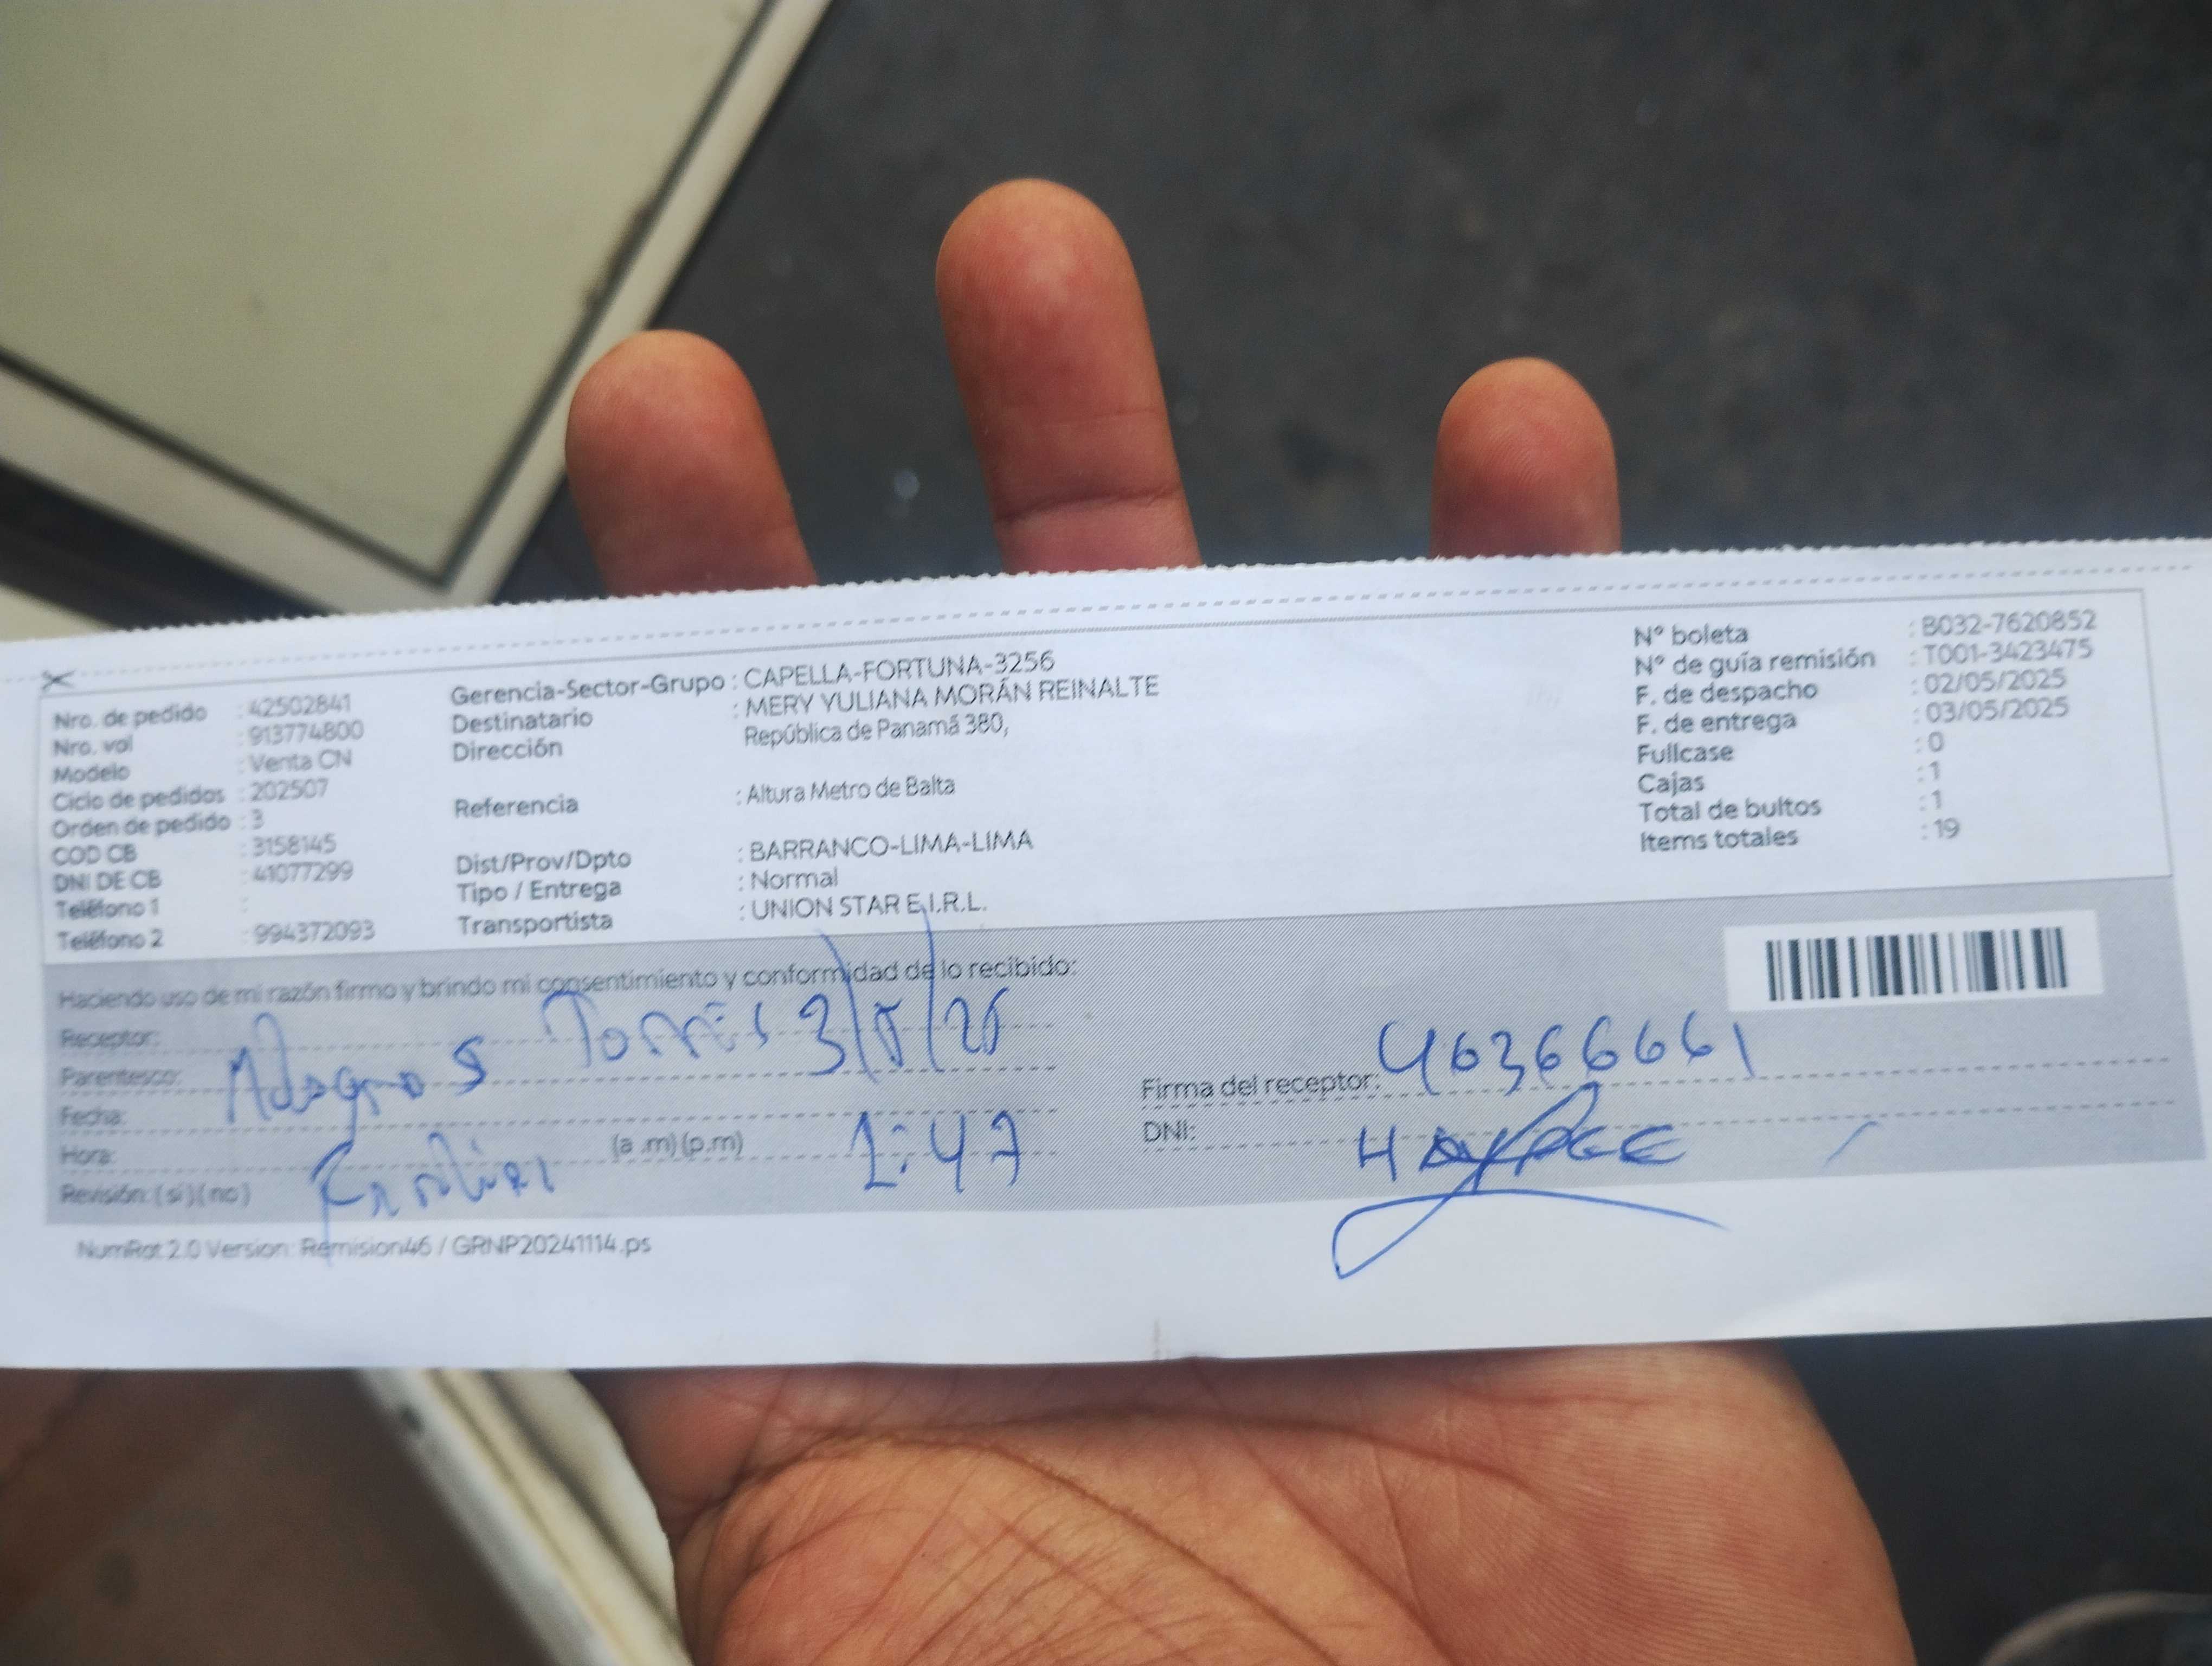 Nro. de pedido : 42502841
Nro. vol : 913774800
Modelo : Venta CN
Ciclo de pedidos : 202507
Orden de pedido : 3
COD CB : 3158145
DNI DE CB : 41077299
Teléfono 1 :
Teléfono 2 : 994372093
Gerencia-Sector-Grupo : CAPELLA-FORTUNA-3256
Destinatario : MERY YULIANA MORÁN REINALTE
Dirección República de Panamá 380,
Referencia : Altura Metro de Balta
Dist/Prov/Dpto : BARRANCO-LIMA-LIMA
Tipo / Entrega : Normal
Transportista : UNION STAR E.I.R.L.
N° boleta : B032-7620852
N° de guía remisión : T001-3423475
F. de despacho : 02/05/2025
F. de entrega : 03/05/2025
Fullcase : 0
Cajas : 1
Total de bultos : 1
Items totales : 19
Haciendo uso de mi razón firmo y brindo mi consentimiento y conformidad de lo recibido:
Receptor: Torres
Parentesco:
Fecha:
Hora: (a .m) (p.m) 1:47
Revisión: (si) (no)
Firma del receptor: 46366661
DNI:
NumRot 2.0 Version: Remision46 / GRNP20241114.ps